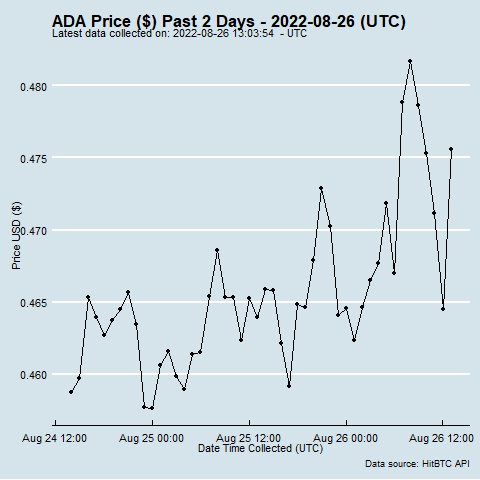 ADA Price ($) Past 2 Days - 2022-08-26 (UTC)
Latest data collected on: 2022-08-26 13:03:54 - UTC
0.480
0.475
0.470
0.465
0.460
Price USD ($)
Aug 24 12:00 Aug 25 00:00 Aug 25 12:00 Aug 26 00:00 Aug 26 12:00
Date Time Collected (UTC)
Data source: HitBTC API